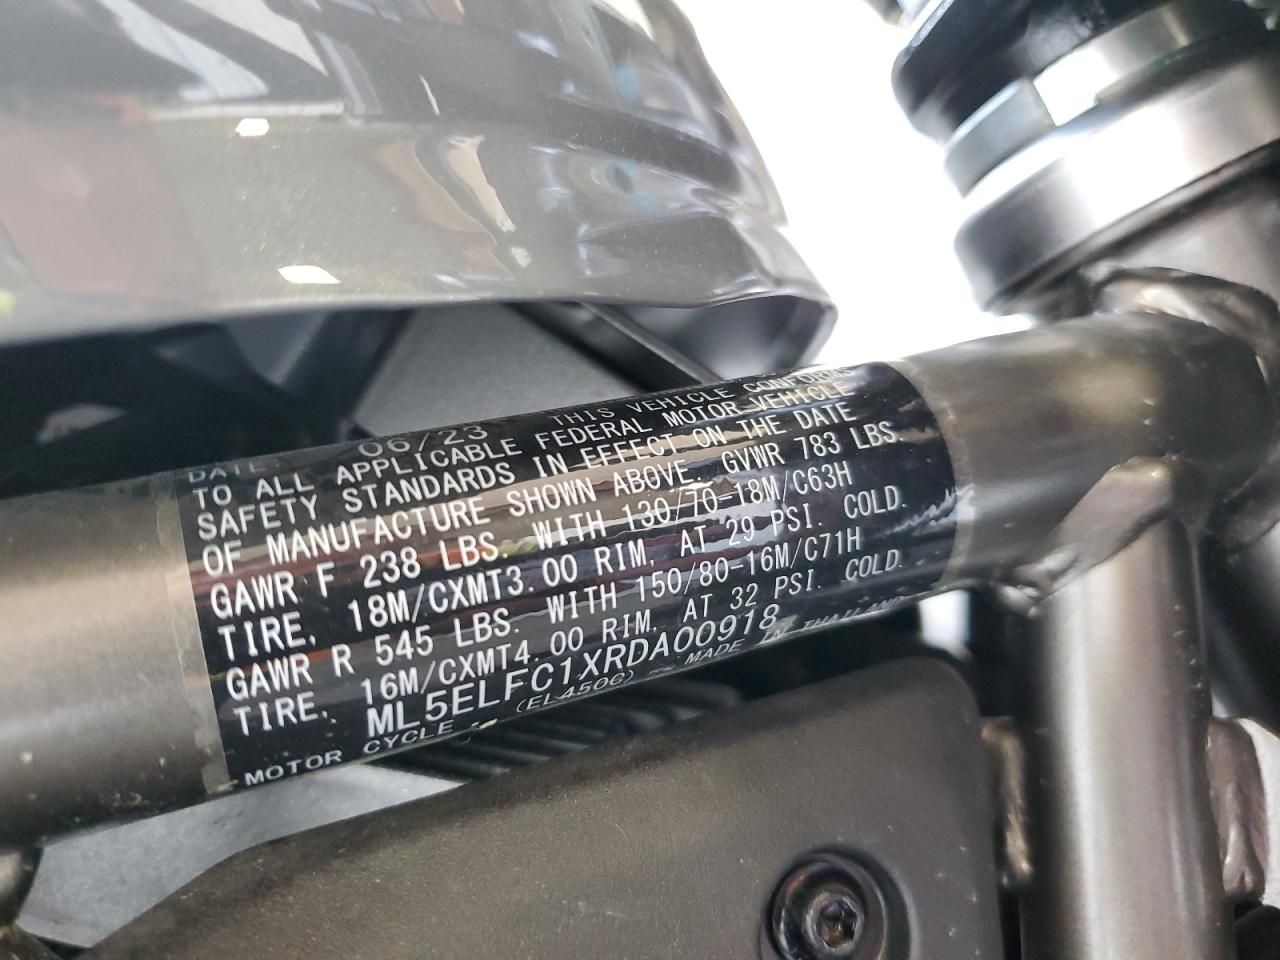 DATE: 06/23 THIS VEHICLE CONFORMS
TO ALL APPLICABLE FEDERAL MOTOR VEHICLE
SAFETY STANDARDS IN EFFECT ON THE DATE
OF MANUFACTURE SHOWN ABOVE. GVWR 783 LBS.
GAWR F 238 LBS. WITH 130/70-18M/C63H
TIRE, 18M/CXMT3.00 RIM, AT 29 PSI. COLD.
GAWR R 545 LBS. WITH 150/80-16M/C71H
TIRE, 16M/CXMT4.00 RIM, AT 32 PSI. COLD.
ML5ELFC1XRDA00918
MOTOR CYCLE (EL450G) MADE IN THAILAND